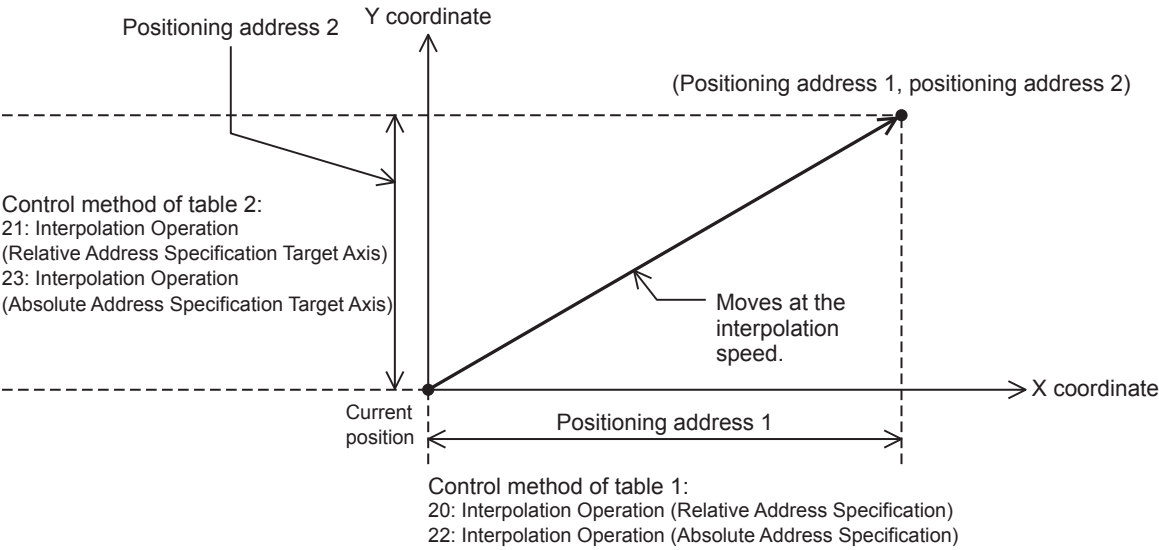 Positioning address 2
Y coordinate
(Positioning address 1, positioning address 2)
Control method of table 2:
21: Interpolation Operation
(Relative Address Specification Target Axis)
23: Interpolation Operation
(Absolute Address Specification Target Axis)
Moves at the
interpolation
speed.
X coordinate
Current
position
Positioning address 1
Control method of table 1:
20: Interpolation Operation (Relative Address Specification)
22: Interpolation Operation (Absolute Address Specification)